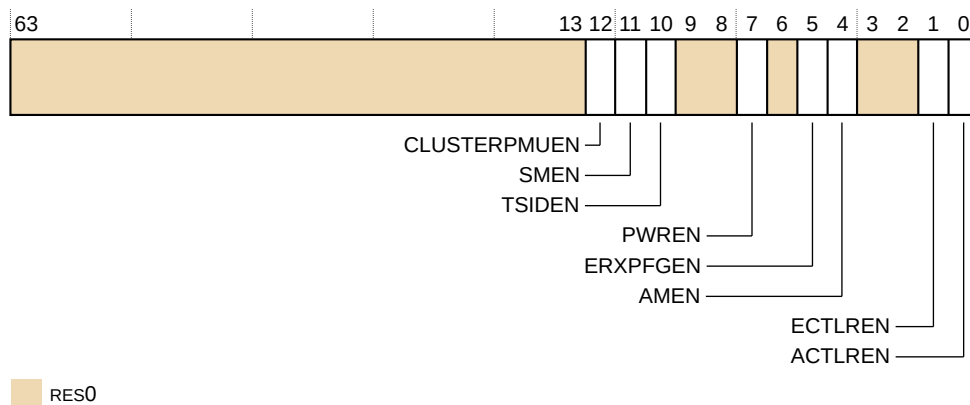 63 13 12 11 10 9 8 7 6 5 4 3 2 1 0
CLUSTERPMUEN
SMEN
TSIDEN
PWREN
ERXPFGEN
AMEN
ECTLREN
ACTLREN
RES0